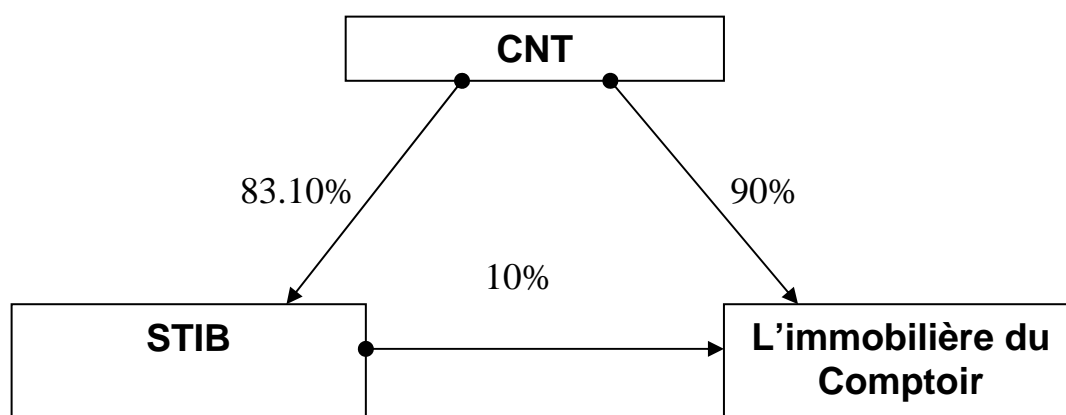 CNT
83.10%
90%
10%
STIB
L’immobilière du
Comptoir